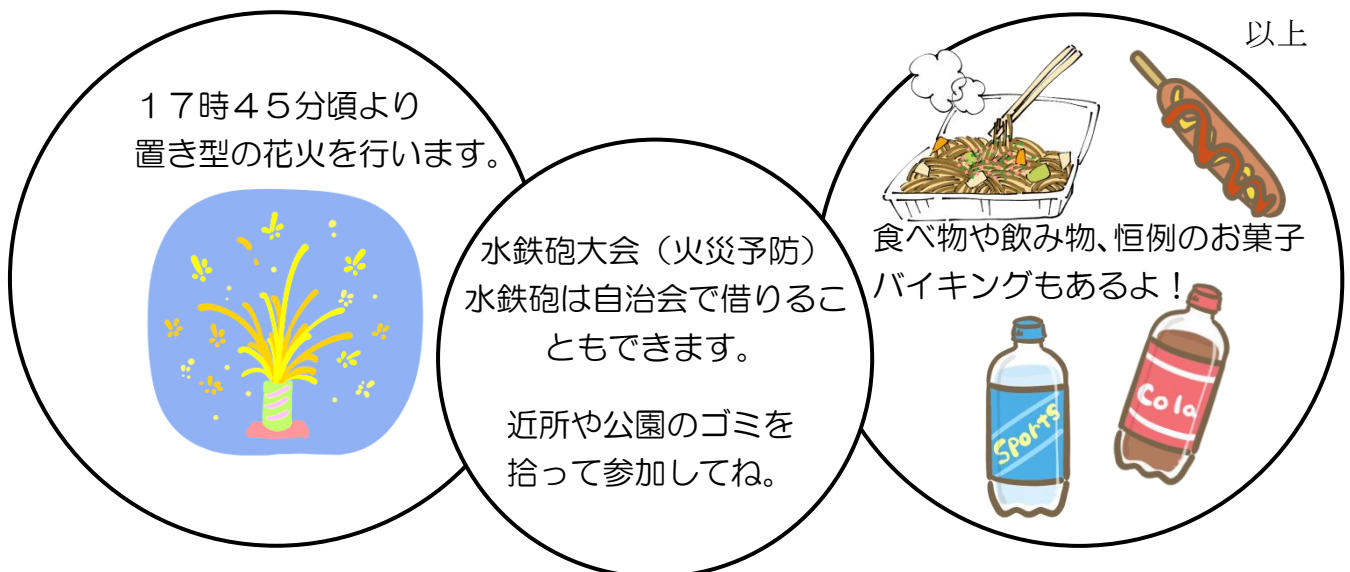 以上
１７時４５分頃より
置き型の花火を行います。
水鉄砲大会（火災予防）
水鉄砲は自治会で借りるこ
ともできます。
近所や公園のゴミを
拾って参加してね。
食べ物や飲み物、恒例のお菓子
バイキングもあるよ！
Sports
Cola